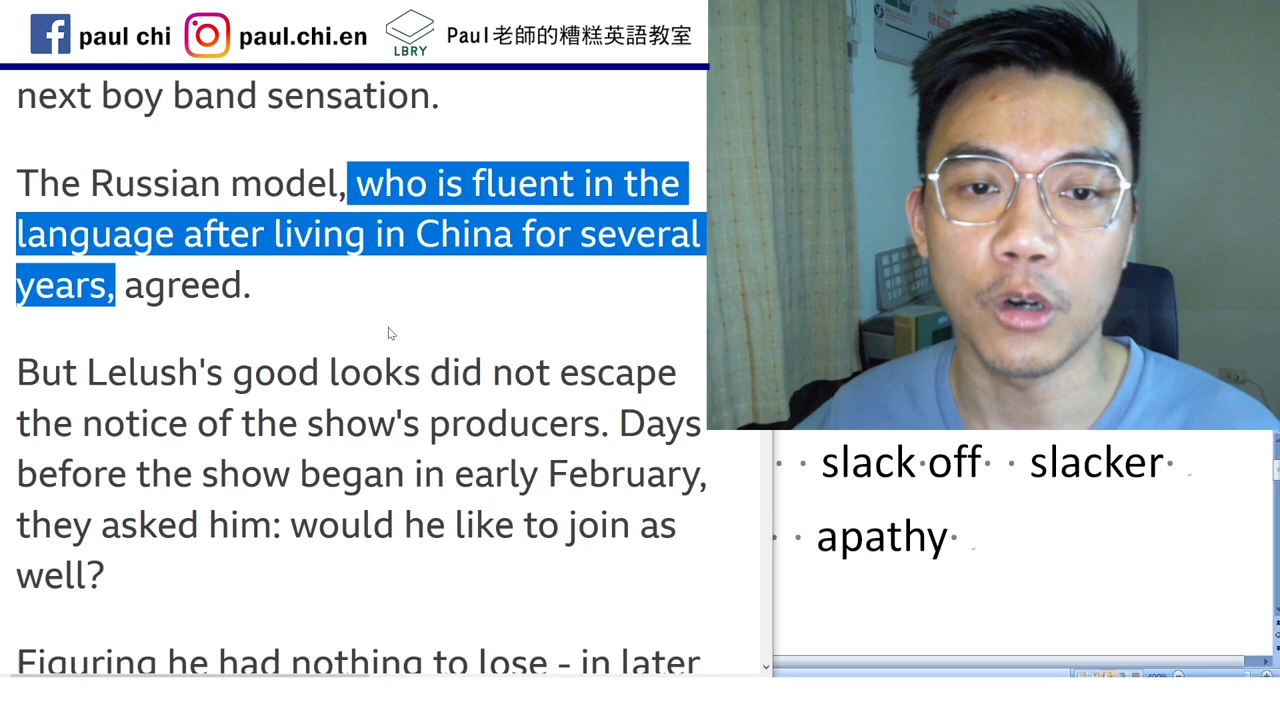 paul chi paul.chi.en LBRY Paul老師的糟糕英語教室
next boy band sensation.
The Russian model, who is fluent in the
language after living in China for several
years, agreed.
But Lelush's good looks did not escape
the notice of the show's producers. Days
before the show began in early February,
they asked him: would he like to join as
well?
Figuring he had nothing to lose - in later
slack off slacker
apathy